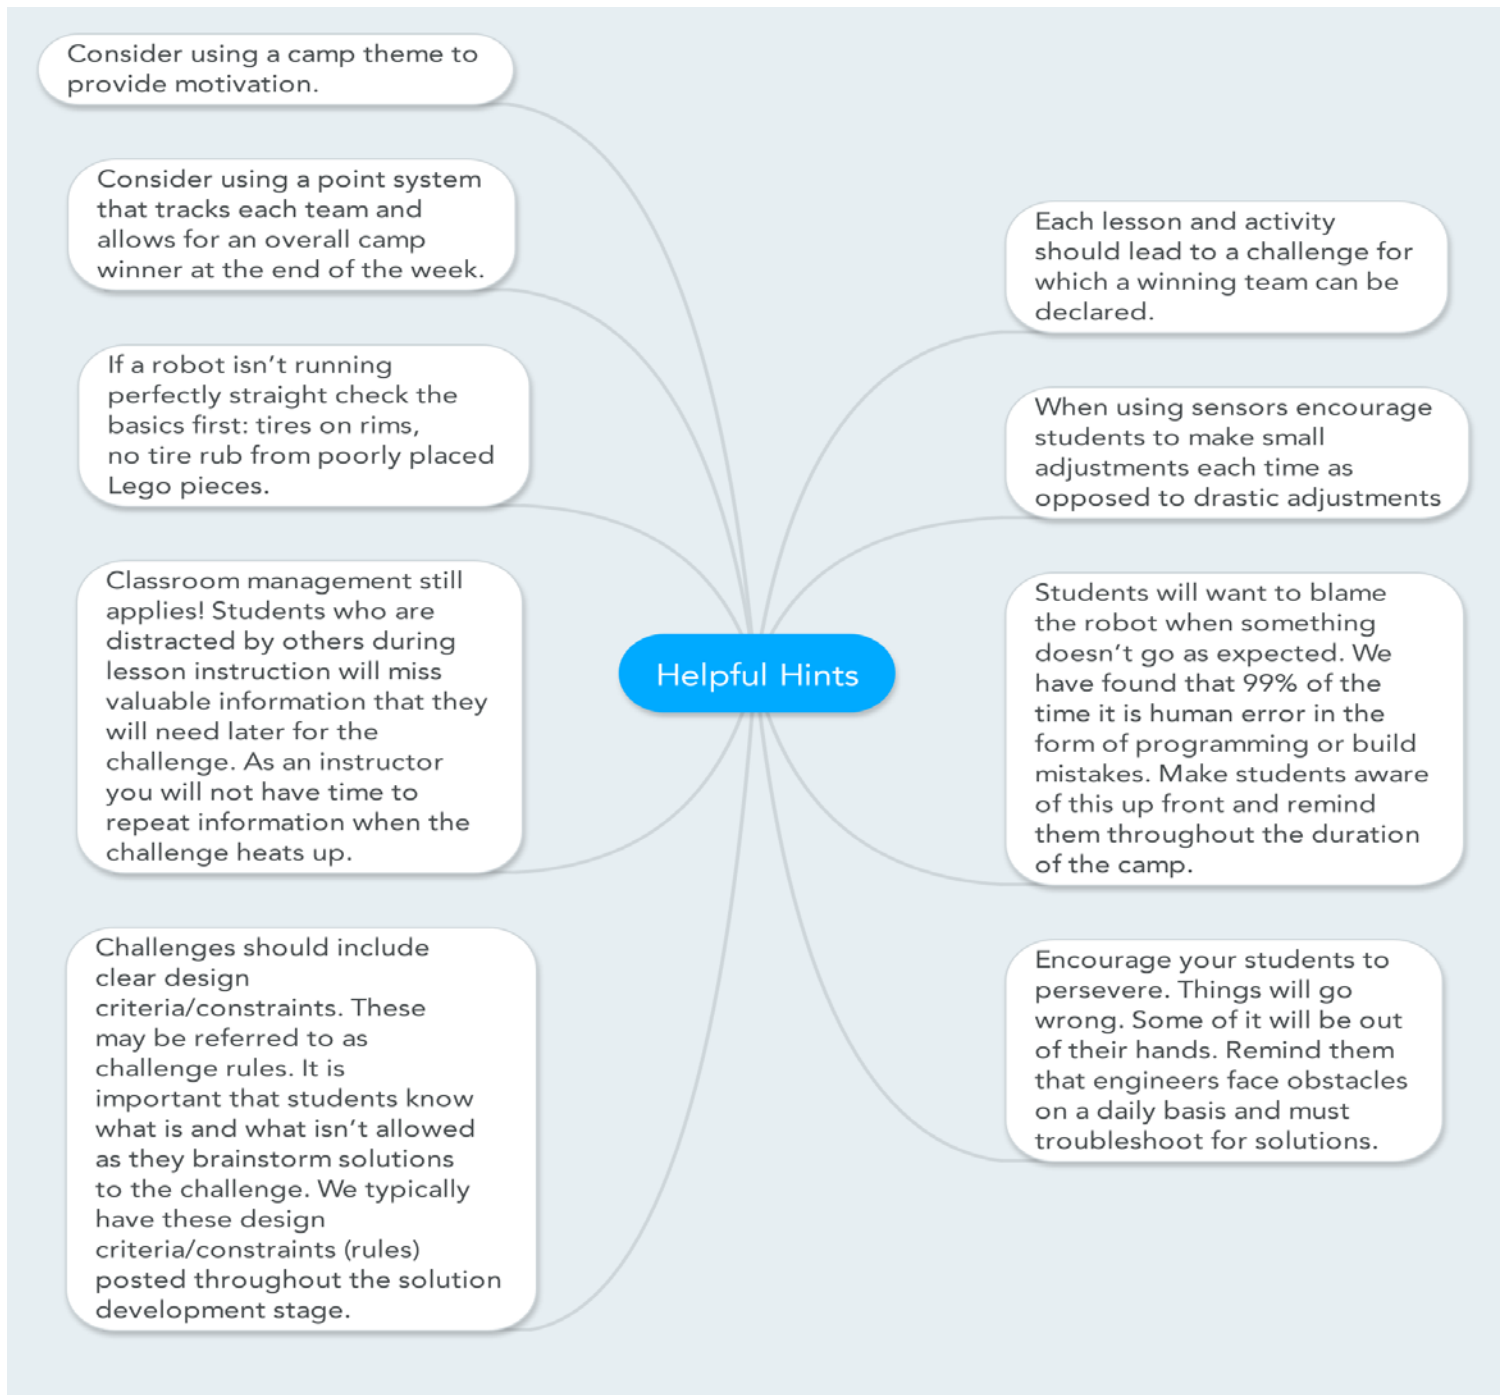 Consider using a camp theme to
provide motivation.
Consider using a point system
that tracks each team and
allows for an overall camp
winner at the end of the week.
If a robot isn’t running
perfectly straight check the
basics first: tires on rims,
no tire rub from poorly placed
Lego pieces.
Classroom management still
applies! Students who are
distracted by others during
lesson instruction will miss
valuable information that they
will need later for the
challenge. As an instructor
you will not have time to
repeat information when the
challenge heats up.
Challenges should include
clear design
criteria/constraints. These
may be referred to as
challenge rules. It is
important that students know
what is and what isn’t allowed
as they brainstorm solutions
to the challenge. We typically
have these design
criteria/constraints (rules)
posted throughout the solution
development stage.
Helpful Hints
Each lesson and activity
should lead to a challenge for
which a winning team can be
declared.
When using sensors encourage
students to make small
adjustments each time as
opposed to drastic adjustments
Students will want to blame
the robot when something
doesn’t go as expected. We
have found that 99% of the
time it is human error in the
form of programming or build
mistakes. Make students aware
of this up front and remind
them throughout the duration
of the camp.
Encourage your students to
persevere. Things will go
wrong. Some of it will be out
of their hands. Remind them
that engineers face obstacles
on a daily basis and must
troubleshoot for solutions.